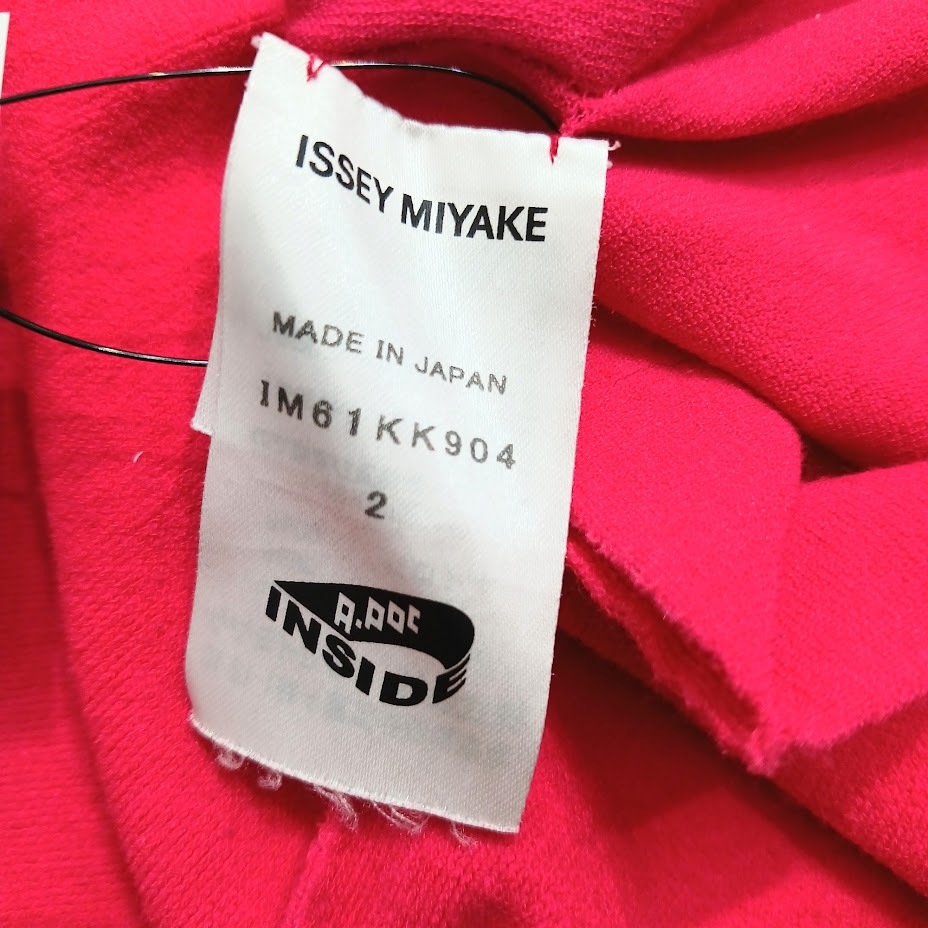 ISSEY MIYAKE
MADE IN JAPAN
IM61KK904
2
A.POC
INSIDE